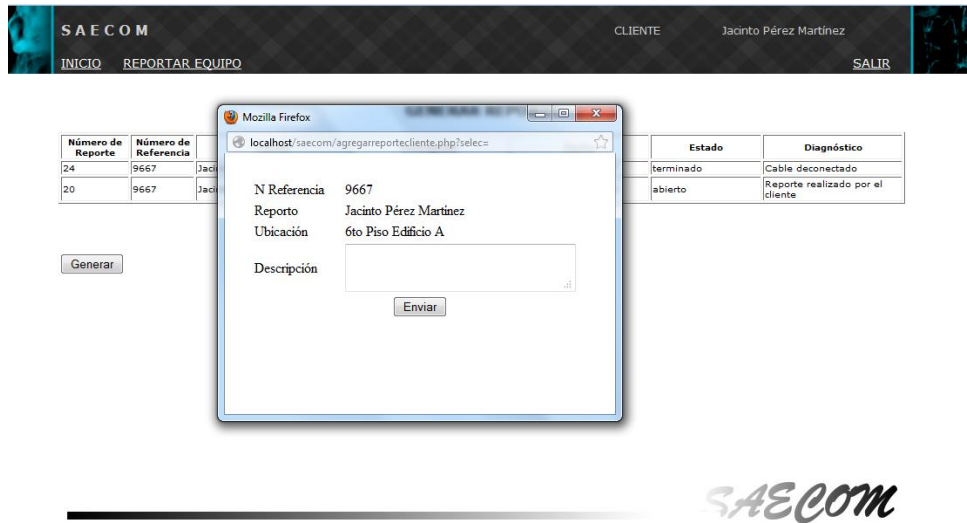 SAECOM
CLIENTE Jacinto Pérez Martínez
INICIO REPORTAR EQUIPO SALIR
Mozilla Firefox
localhost/saecom/agregarreportecliente.php?selec=
Número de Reporte Número de Referencia Estado Diagnóstico
24 9667 terminado Cable deconectado
20 9667 abierto Reporte realizado por el cliente
N Referencia 9667
Reporto Jacinto Pérez Martinez
Ubicación 6to Piso Edificio A
Descripción
Enviar
Generar
SAECOM